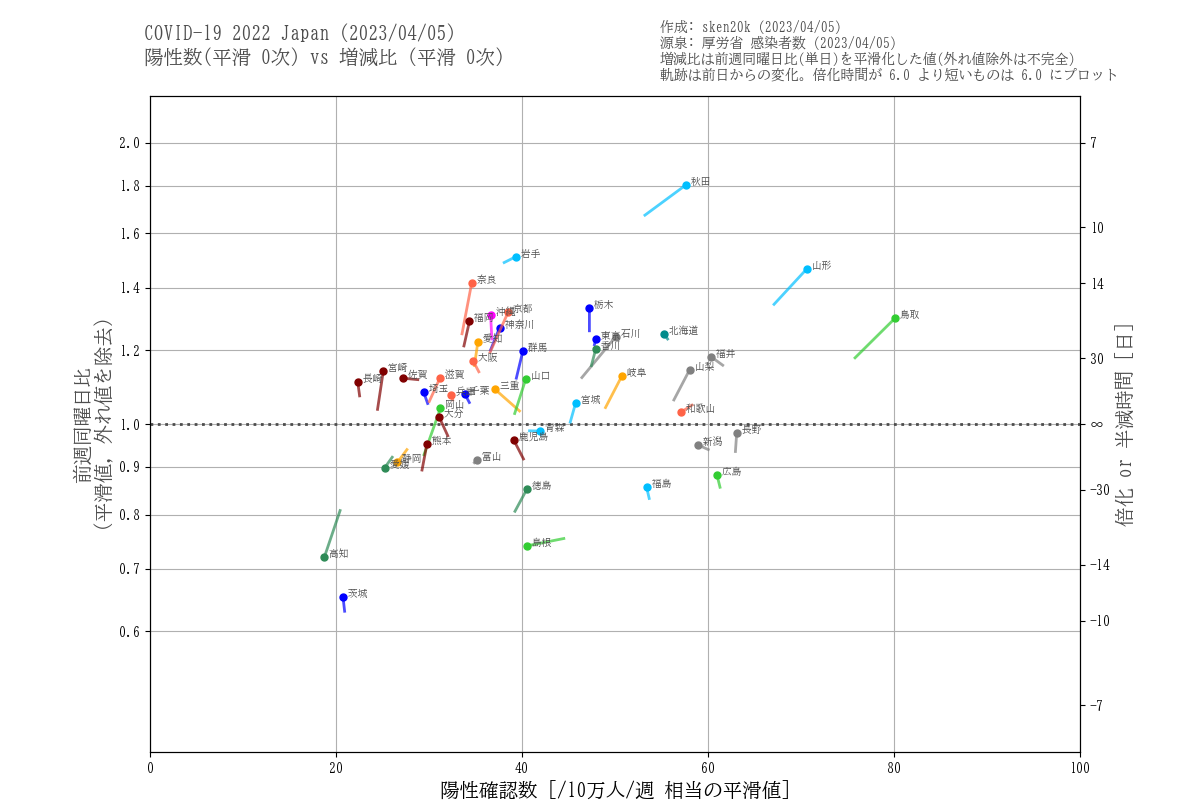 COVID-19 2022 Japan (2023/04/05)
陽性数(平滑 0次) vs 増減比 (平滑 0次)
作成: sken20k (2023/04/05)
源泉: 厚労省 感染者数 (2023/04/05)
増減比は前週同曜日比(単日)を平滑化した値(外れ値除外は不完全)
軌跡は前日からの変化。倍化時間が 6.0 より短いものは 6.0 にプロット
前週同曜日比
(平滑値, 外れ値を除去)
2.0
1.8
1.6
1.4
1.2
1.0
0.9
0.8
0.7
0.6
7
10
14
30
∞
-30
-14
-10
-7
倍化 or 半減時間 [日]
秋田
岩手
山形
奈良
栃木
沖縄
京都
鳥取
福岡
神奈川
北海道
愛知
東京
石川
香川
群馬
大阪
福井
山梨
宮崎
佐賀
長崎
滋賀
岐阜
山口
埼玉
兵庫
千葉
三重
岡山
大分
宮城
和歌山
青森
長野
鹿児島
熊本
新潟
静岡
愛媛
富山
広島
徳島
福島
島根
高知
茨城
0
20
40
60
80
100
陽性確認数 [/10万人/週 相当の平滑値]